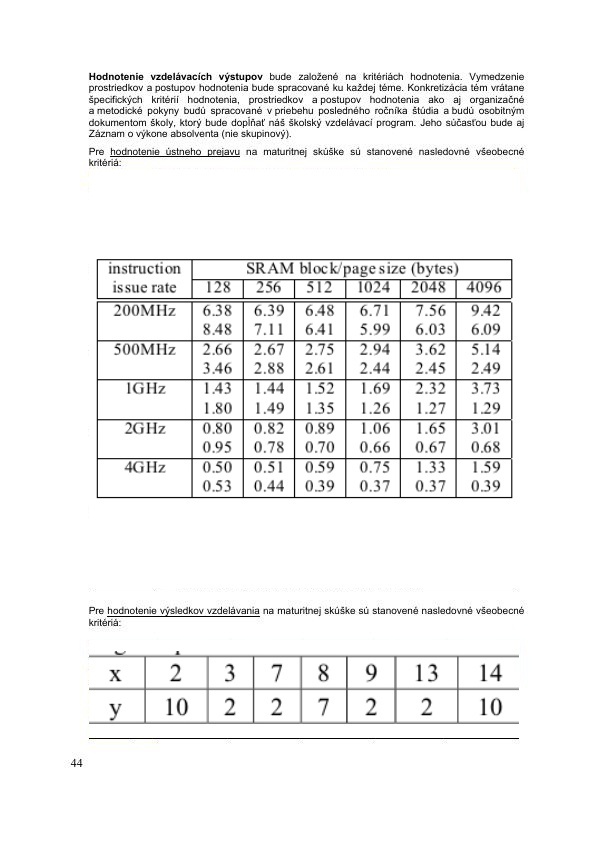 Hodnotenie vzdelávacích výstupov bude založené na kritériách hodnotenia. Vymedzenie
prostriedkov a postupov hodnotenia bude spracované ku každej téme. Konkretizácia tém vrátane
špecifických kritérií hodnotenia, prostriedkov a postupov hodnotenia ako aj organizačné
a metodické pokyny budú spracované v priebehu posledného ročníka štúdia a budú osobitným
dokumentom školy, ktorý bude dopĺňať náš školský vzdelávací program. Jeho súčasťou bude aj
Záznam o výkone absolventa (nie skupinový).
Pre hodnotenie ústneho prejavu na maturitnej skúške sú stanovené nasledovné všeobecné
kritériá:
instruction SRAM block/page size (bytes)
issue rate 128 256 512 1024 2048 4096
200MHz 6.38 6.39 6.48 6.71 7.56 9.42
8.48 7.11 6.41 5.99 6.03 6.09
500MHz 2.66 2.67 2.75 2.94 3.62 5.14
3.46 2.88 2.61 2.44 2.45 2.49
1GHz 1.43 1.44 1.52 1.69 2.32 3.73
1.80 1.49 1.35 1.26 1.27 1.29
2GHz 0.80 0.82 0.89 1.06 1.65 3.01
0.95 0.78 0.70 0.66 0.67 0.68
4GHz 0.50 0.51 0.59 0.75 1.33 1.59
0.53 0.44 0.39 0.37 0.37 0.39
Pre hodnotenie výsledkov vzdelávania na maturitnej skúške sú stanovené nasledovné všeobecné
kritériá:
x 2 3 7 8 9 13 14
y 10 2 2 7 2 2 10
44